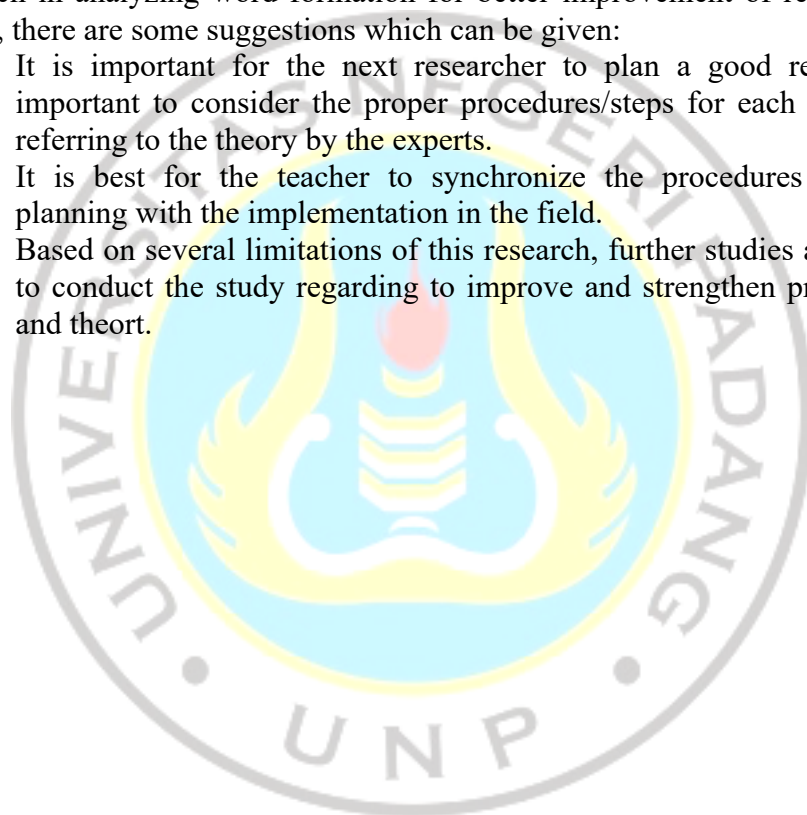 in analyzing word formation for better improvement of re
, there are some suggestions which can be given:
It is important for the next researcher to plan a good re
important to consider the proper procedures/steps for each
referring to the theory by the experts.
It is best for the teacher to synchronize the procedures
planning with the implementation in the field.
Based on several limitations of this research, further studies a
to conduct the study regarding to improve and strengthen pr
and theort.
UNIVERSITAS NEGERI PADANG
UNP